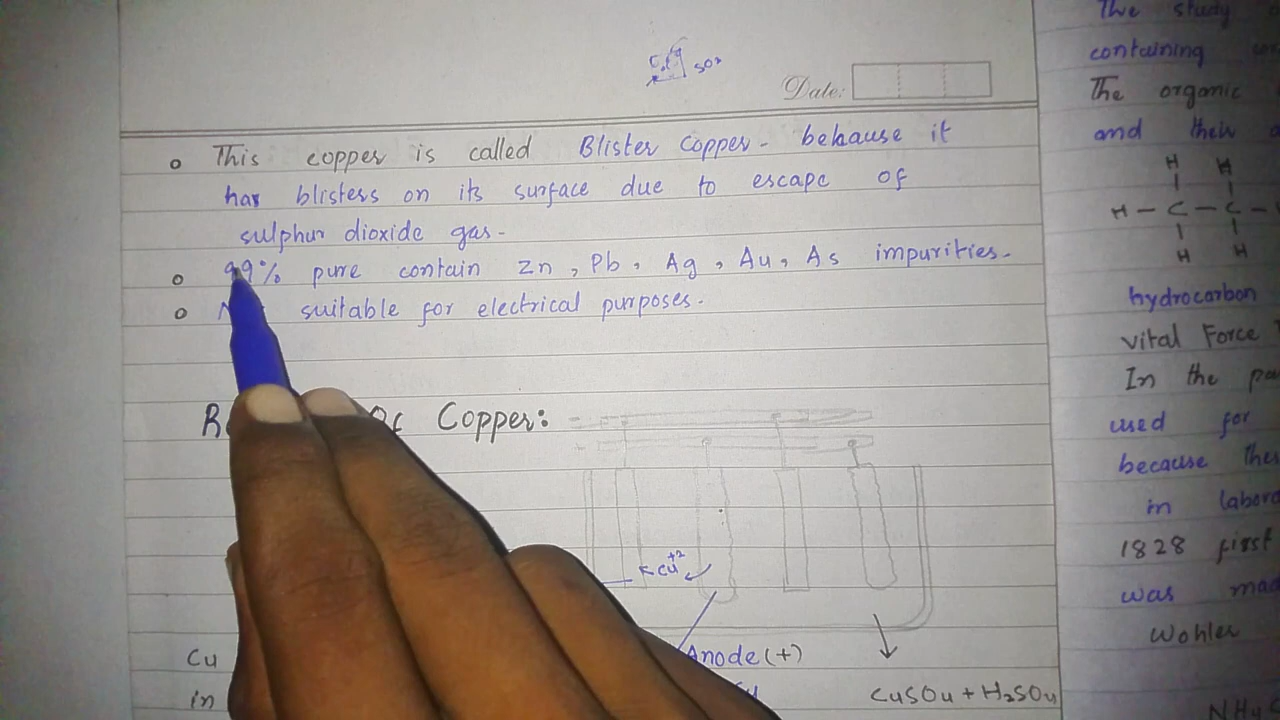 SO2
Date:
This copper is called Blister Copper. because it
has blisters on its surface due to escape of
sulphur dioxide gas.
99% pure contain Zn, Pb, Ag, Au, As impurities.
suitable for electrical purposes.
Of Copper:
Cu+2
Cu
Anode (+)
in
CuSO4 + H2SO4
The study
containing
The organic
and their
H H
H - C - C -
H H
hydrocarbon
vital Force
In the
used for
because
in
1828 first
was
Wohler